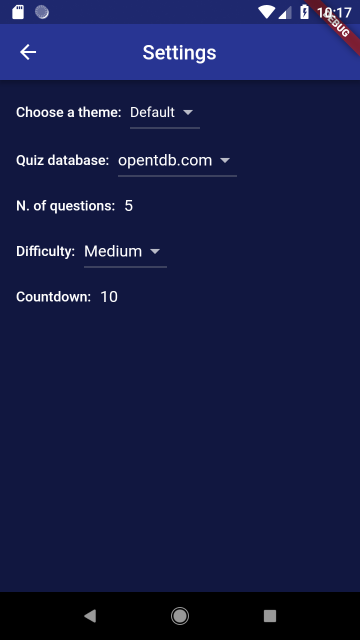 10:17
DEBUG
Settings
Choose a theme: Default
Quiz database: opentdb.com
N. of questions: 5
Difficulty: Medium
Countdown: 10